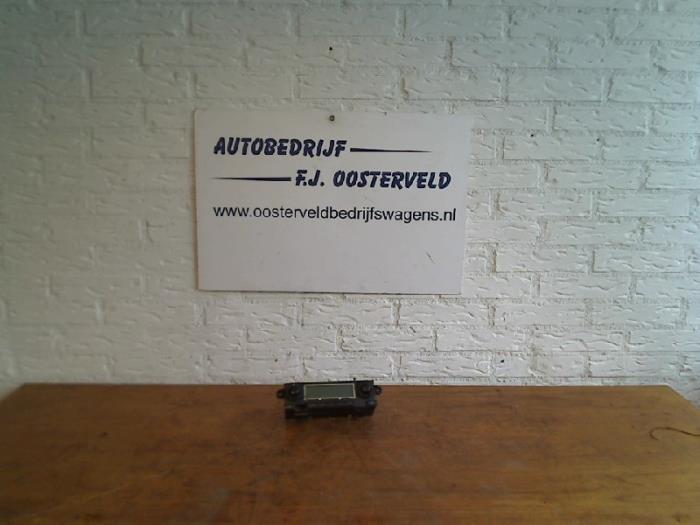 AUTOBEDRIJF
F.J. OOSTERVELD
www.oosterveldbedrijfswagens.nl